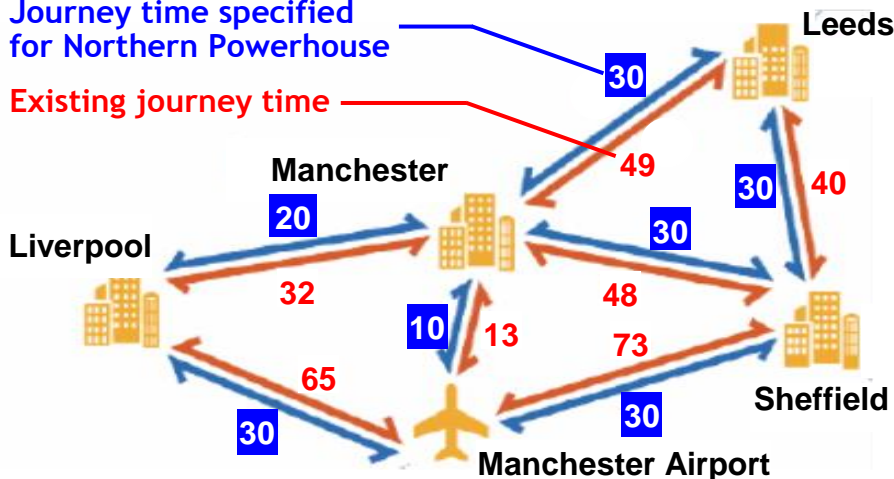 Journey time specified
for Northern Powerhouse
Existing journey time
Leeds
30
49
Manchester
30
40
20
30
Liverpool
32
48
10
13
73
65
30
30
Sheffield
Manchester Airport